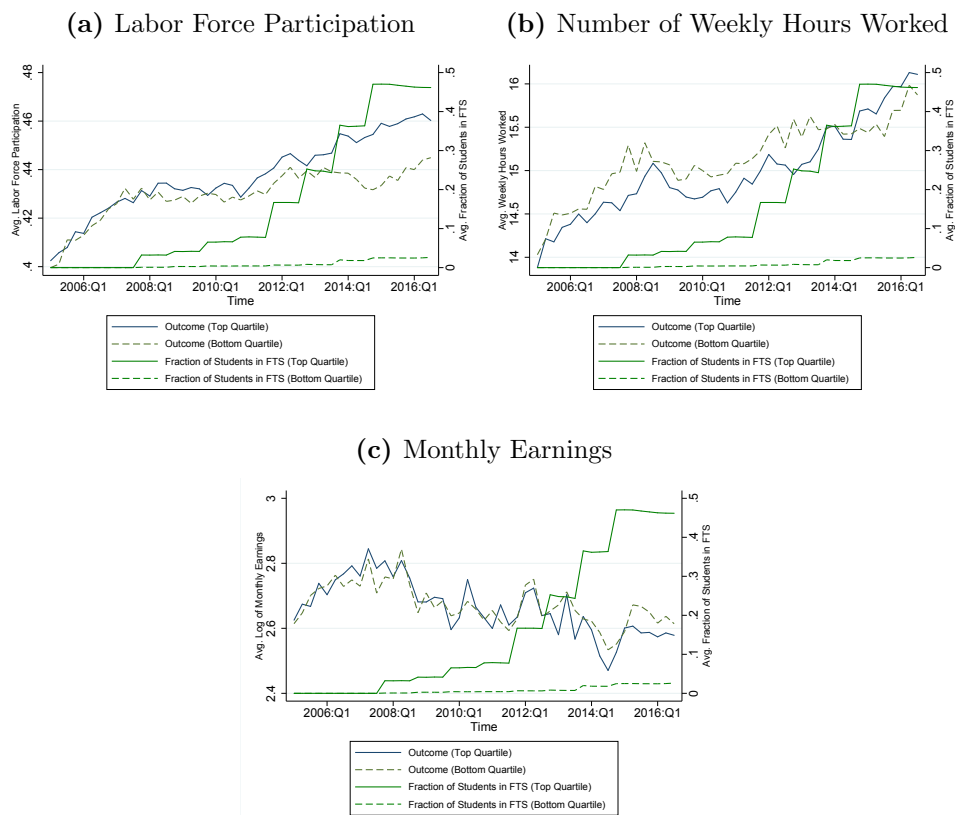 (a) Labor Force Participation
Avg. Labor Force Participation
.48
.46
.44
.42
.4
.5
.4
.3
.2
.1
0
Avg. Fraction of Students in FTS
2006:Q1 2008:Q1 2010:Q1 2012:Q1 2014:Q1 2016:Q1
Time
Outcome (Top Quartile)
Outcome (Bottom Quartile)
Fraction of Students in FTS (Top Quartile)
Fraction of Students in FTS (Bottom Quartile)
(b) Number of Weekly Hours Worked
Avg. Weekly Hours Worked
16
15.5
15
14.5
14
.5
.4
.3
.2
.1
0
Avg. Fraction of Students in FTS
2006:Q1 2008:Q1 2010:Q1 2012:Q1 2014:Q1 2016:Q1
Time
Outcome (Top Quartile)
Outcome (Bottom Quartile)
Fraction of Students in FTS (Top Quartile)
Fraction of Students in FTS (Bottom Quartile)
(c) Monthly Earnings
Avg. Log of Monthly Earnings
3
2.8
2.6
2.4
.5
.4
.3
.2
.1
0
Avg. Fraction of Students in FTS
2006:Q1 2008:Q1 2010:Q1 2012:Q1 2014:Q1 2016:Q1
Time
Outcome (Top Quartile)
Outcome (Bottom Quartile)
Fraction of Students in FTS (Top Quartile)
Fraction of Students in FTS (Bottom Quartile)